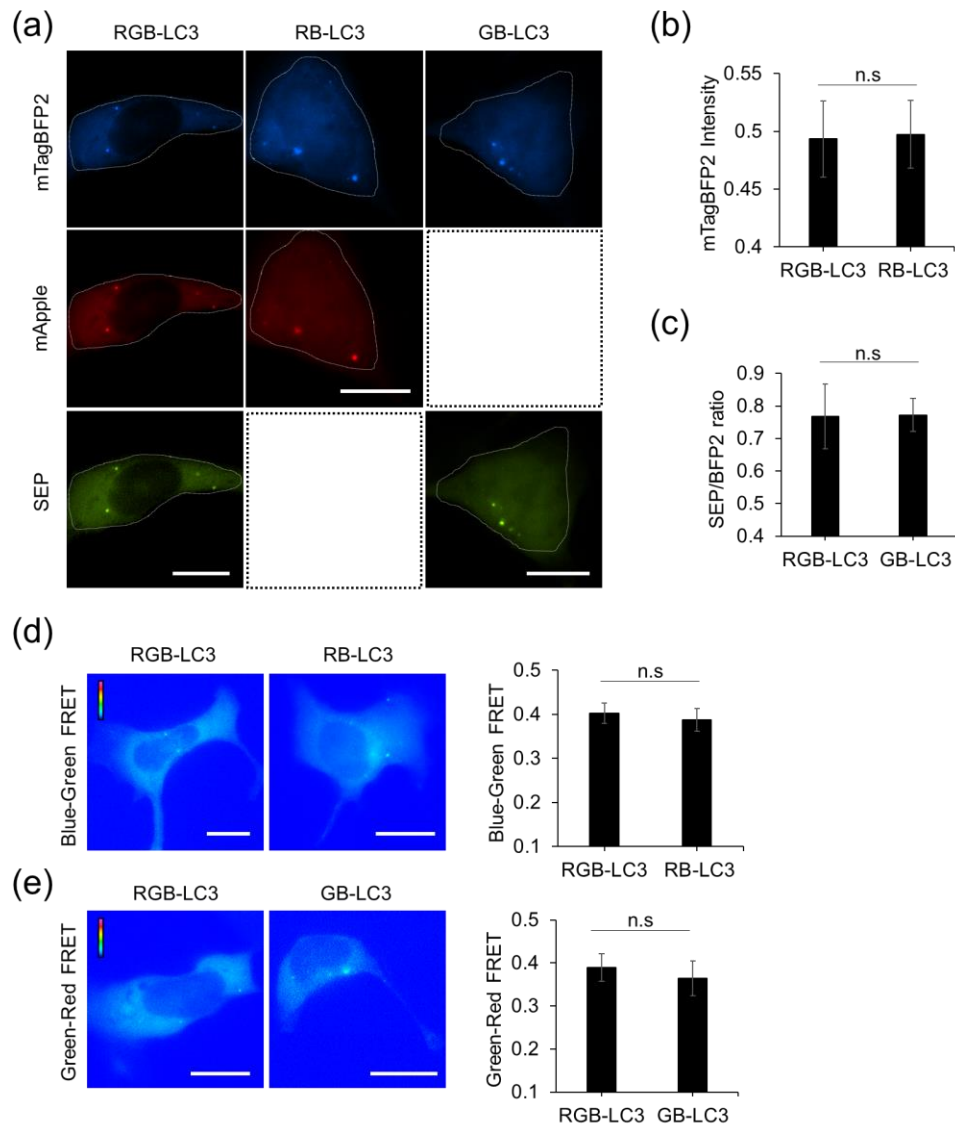 (a)
RGB-LC3 RB-LC3 GB-LC3
mTagBFP2
mApple
SEP
(b)
mTagBFP2 Intensity
0.55
0.5
0.45
0.4
n.s
RGB-LC3 RB-LC3
(c)
SEP/BFP2 ratio
0.9
0.8
0.7
0.6
0.5
0.4
n.s
RGB-LC3 GB-LC3
(d)
RGB-LC3 RB-LC3
Blue-Green FRET
Blue-Green FRET
0.5
0.4
0.3
0.2
0.1
n.s
RGB-LC3 RB-LC3
(e)
RGB-LC3 GB-LC3
Green-Red FRET
Green-Red FRET
0.5
0.4
0.3
0.2
0.1
n.s
RGB-LC3 GB-LC3